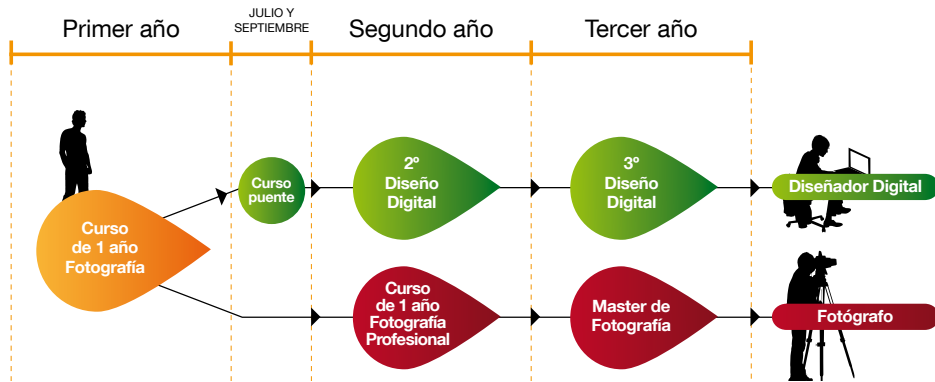 Primer año
JULIO Y
SEPTIEMBRE
Segundo año
Tercer año
Curso
de 1 año
Fotografía
Curso
puente
2º
Diseño
Digital
3º
Diseño
Digital
Diseñador Digital
Curso
de 1 año
Fotografía
Profesional
Master de
Fotografía
Fotógrafo